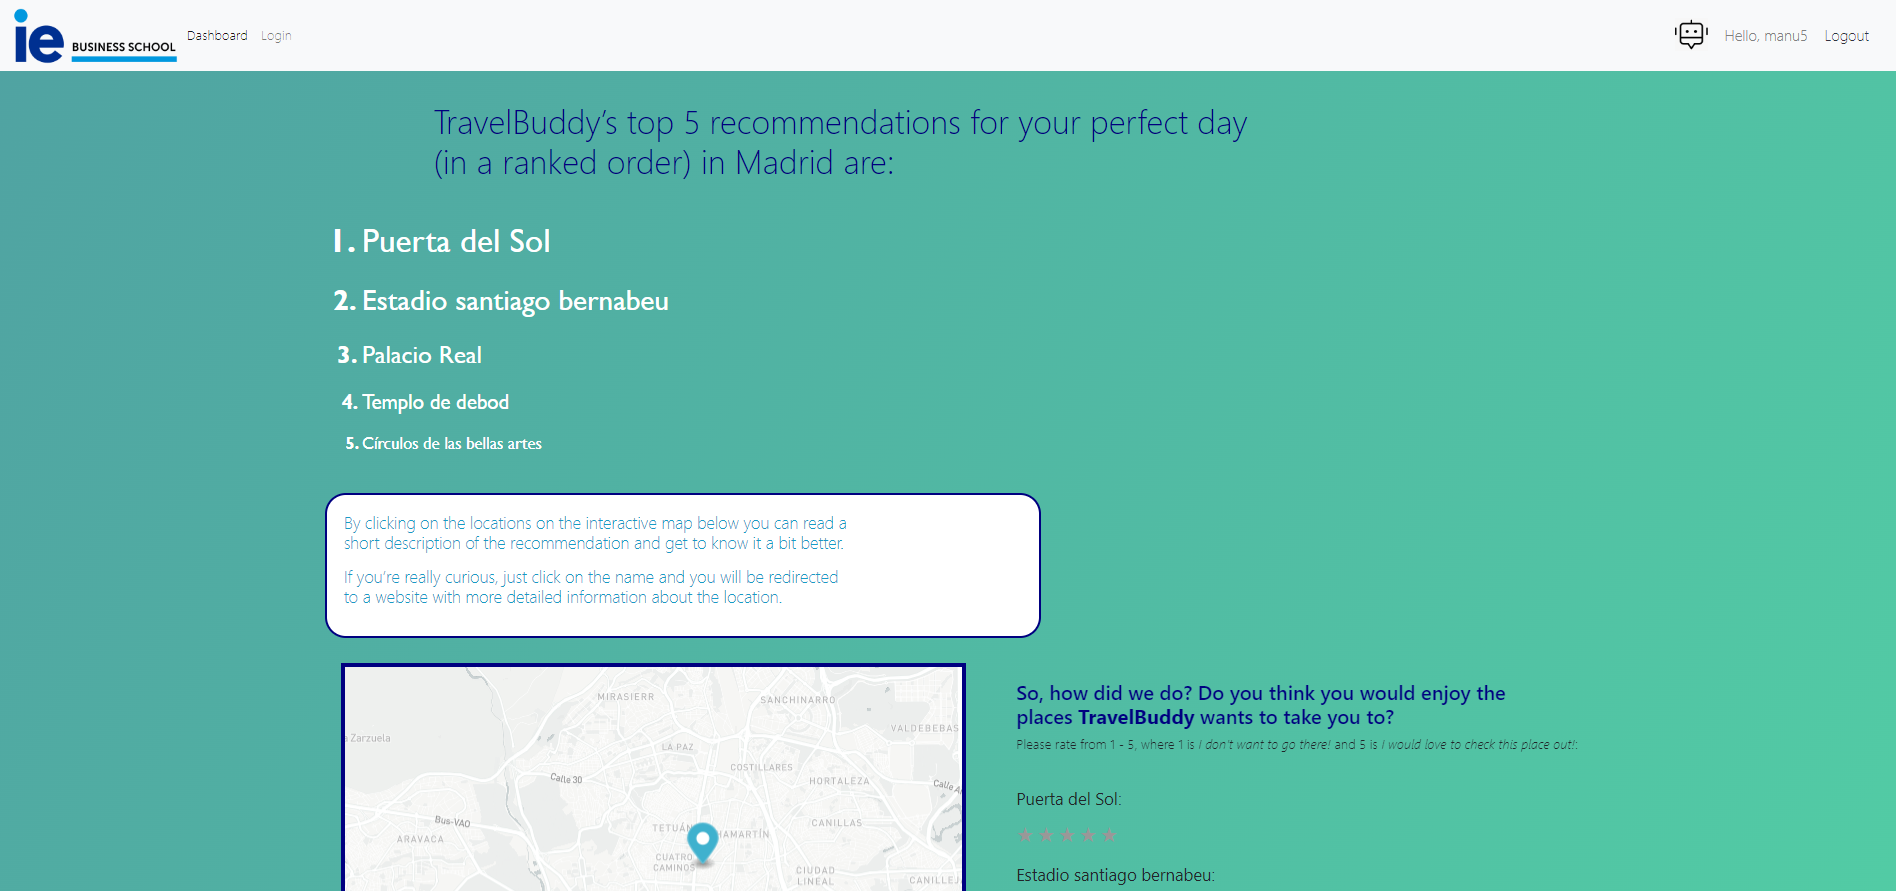 ie BUSINESS SCHOOL
Dashboard Login
Hello, manu5 Logout
TravelBuddy's top 5 recommendations for your perfect day
(in a ranked order) in Madrid are:
1. Puerta del Sol
2. Estadio santiago bernabeu
3. Palacio Real
4. Templo de debod
5. Círculos de las bellas artes
By clicking on the locations on the interactive map below you can read a
short description of the recommendation and get to know it a bit better.
If you're really curious, just click on the name and you will be redirected
to a website with more detailed information about the location.
MIRASIERR
SANCHINARRO
VALDEBEBAS
Zarzuela
LA PAZ
COSTILLARES
HORTALEZA
Calle 30
Calle
Bus-VAO
ARAVACA
TETUÁN
HAMARTÍN
CANILLAS
CUATRO
CAMINOS
CIUDAD
LINEAL
CANILLEJ
So, how did we do? Do you think you would enjoy the
places TravelBuddy wants to take you to?
Please rate from 1 - 5, where 1 is I don't want to go there! and 5 is I would love to check this place out!:
Puerta del Sol:
Estadio santiago bernabeu: